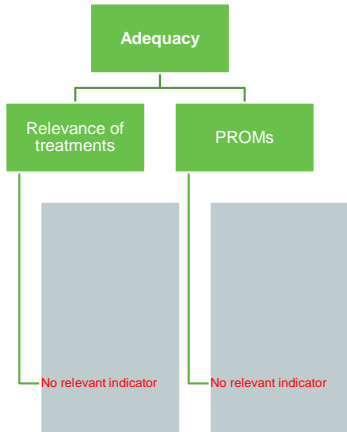 Adequacy
Relevance of
treatments
PROMs
No relevant indicator
No relevant indicator